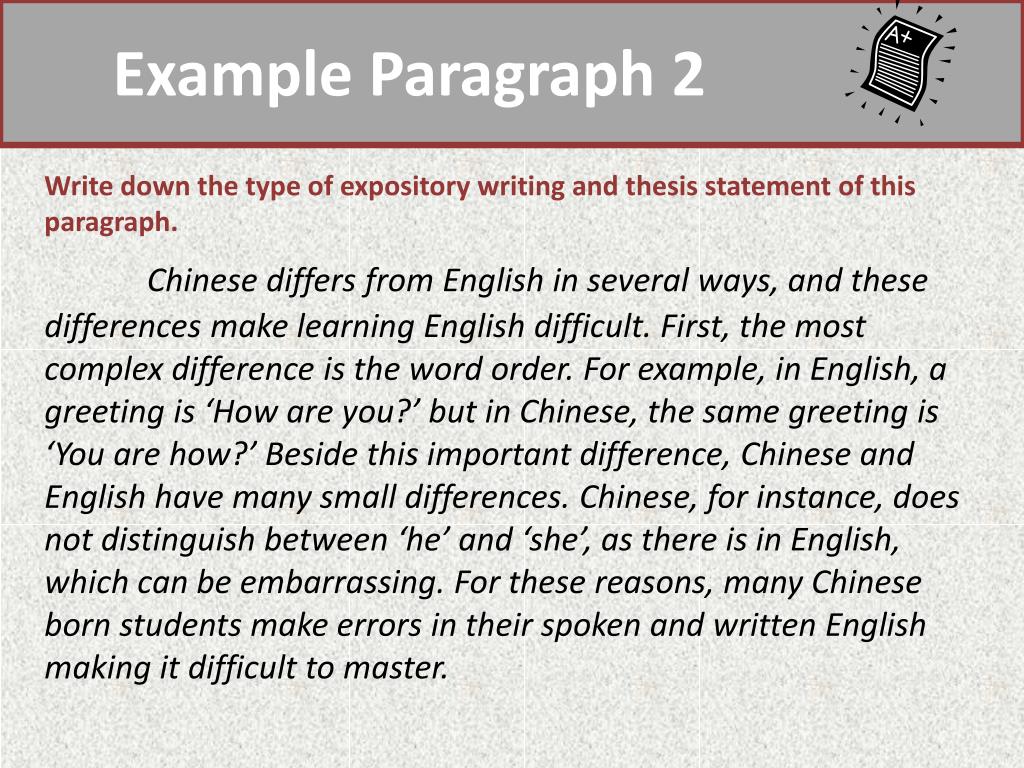 Example Paragraph 2
A+
Write down the type of expository writing and thesis statement of this
paragraph.
Chinese differs from English in several ways, and these
differences make learning English difficult. First, the most
complex difference is the word order. For example, in English, a
greeting is ‘How are you?’ but in Chinese, the same greeting is
‘You are how?’ Beside this important difference, Chinese and
English have many small differences. Chinese, for instance, does
not distinguish between ‘he’ and ‘she’, as there is in English,
which can be embarrassing. For these reasons, many Chinese
born students make errors in their spoken and written English
making it difficult to master.